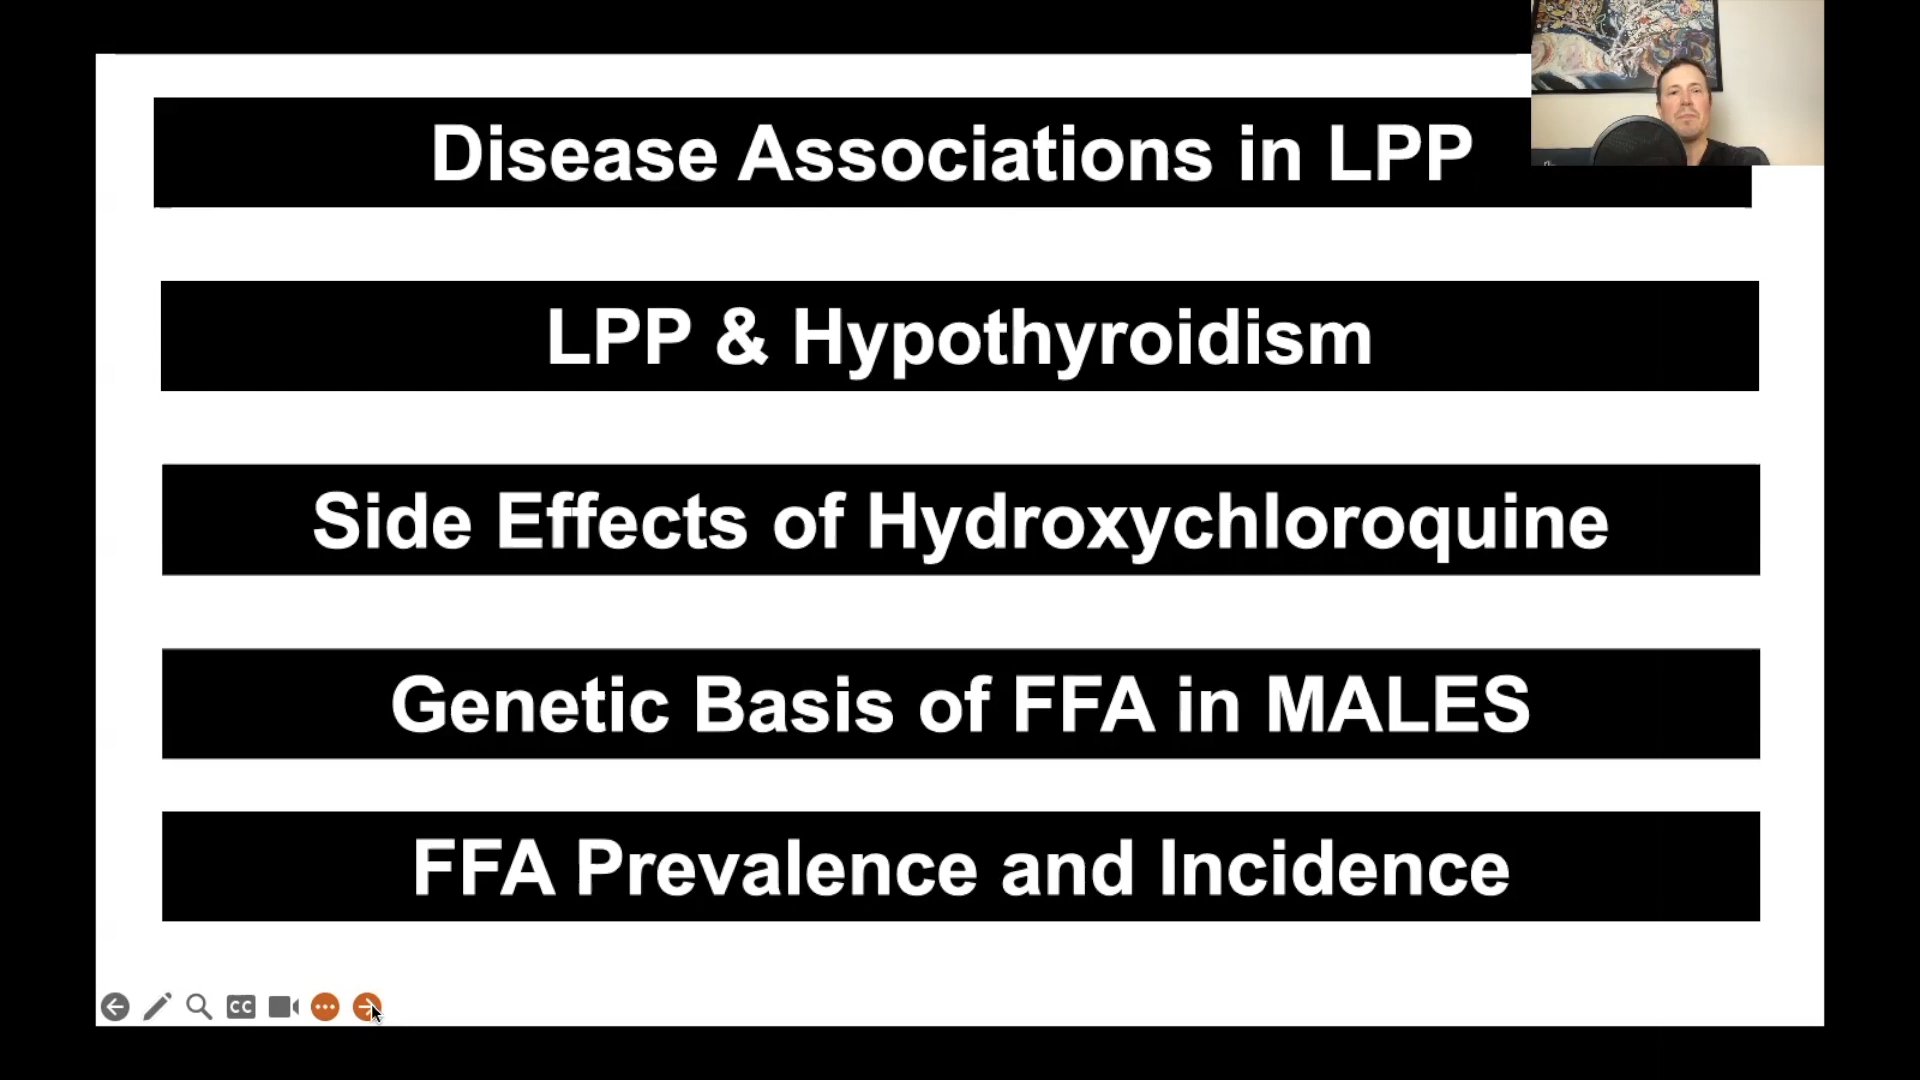 Disease Associations in LPP
LPP & Hypothyroidism
Side Effects of Hydroxychloroquine
Genetic Basis of FFA in MALES
FFA Prevalence and Incidence
CC